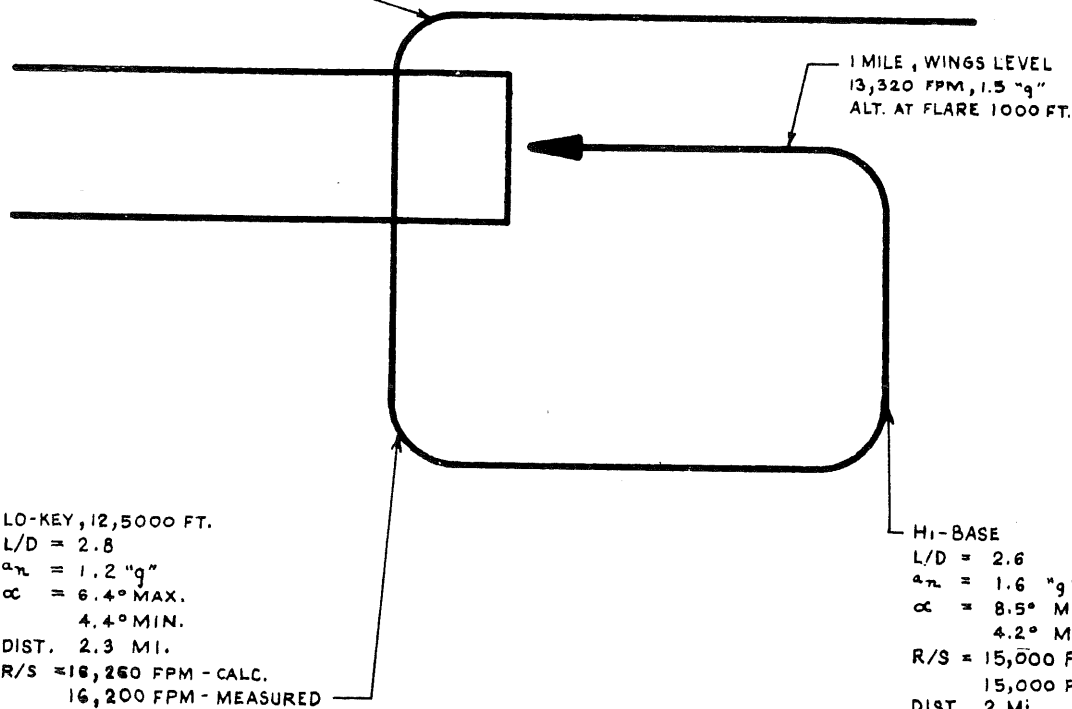 1 MILE, WINGS LEVEL
13,320 FPM, 1.5 "g"
ALT. AT FLARE 1000 FT.
LO-KEY, 12,5000 FT.
L/D = 2.8
an = 1.2 "g"
∝ = 6.4° MAX.
4.4° MIN.
DIST. 2.3 MI.
R/S = 16,260 FPM - CALC.
16,200 FPM - MEASURED
HI-BASE
L/D = 2.6
an = 1.6 "g
∝ = 8.5° M
4.2° M
R/S = 15,000 F
15,000 F
DIST 2 Mi